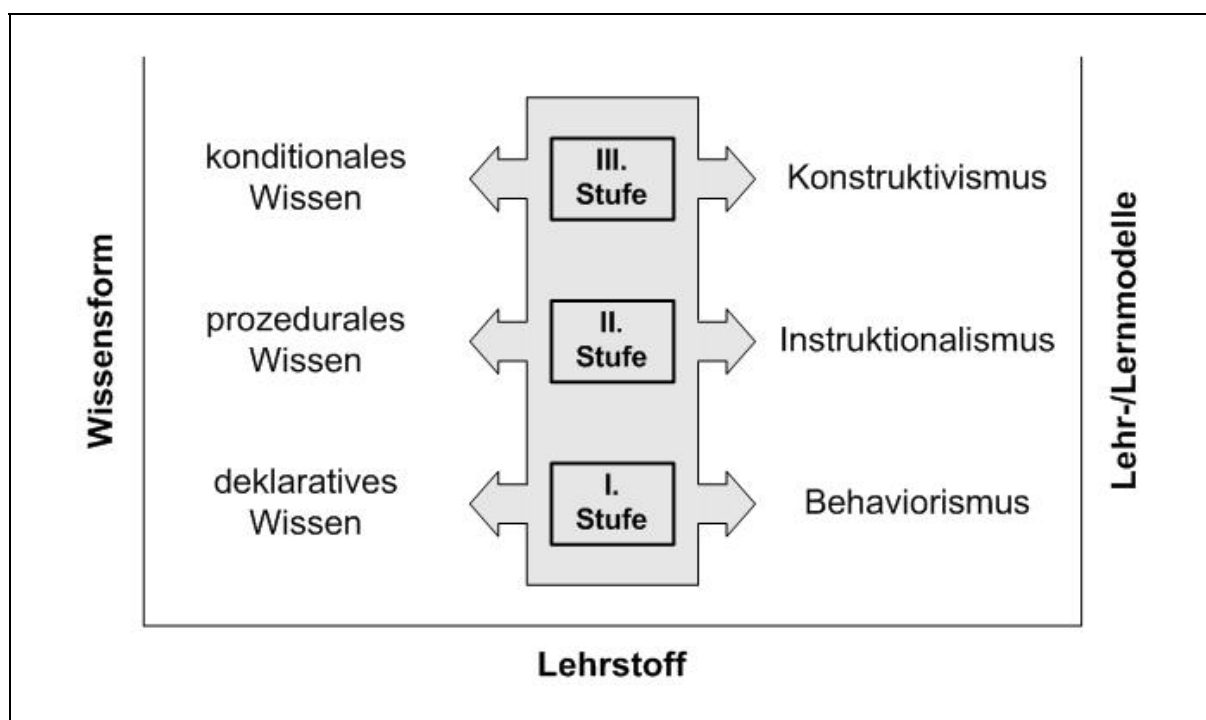 Wissensform
konditionales
Wissen
III.
Stufe
Konstruktivismus
prozedurales
Wissen
II.
Stufe
Instruktionalismus
deklaratives
Wissen
I.
Stufe
Behaviorismus
Lehr-/Lernmodelle
Lehrstoff